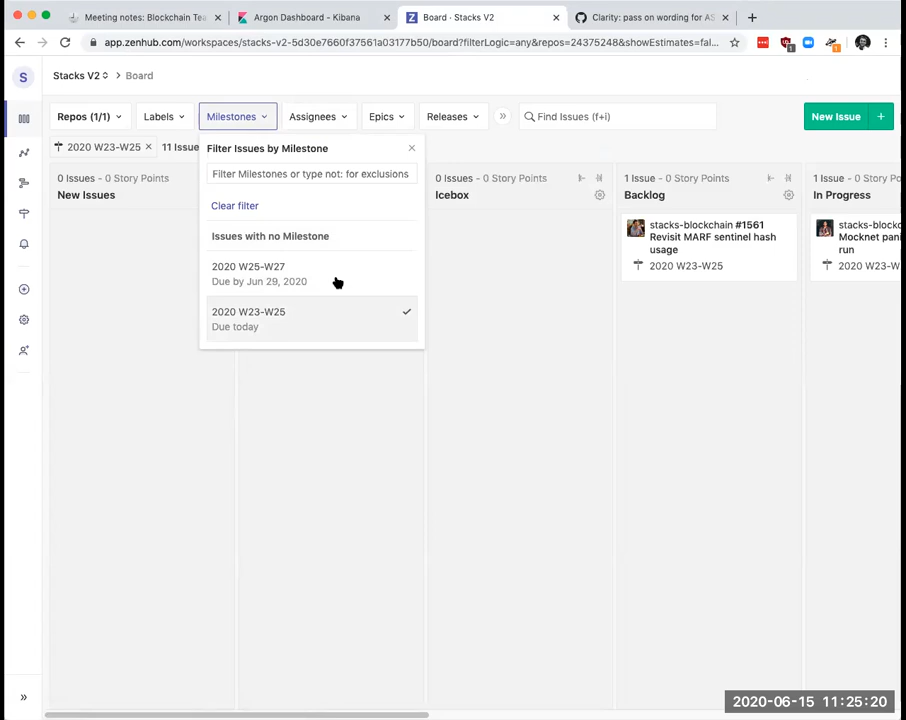 Meeting notes: Blockchain Tea
Argon Dashboard - Kibana
Board · Stacks V2
Clarity: pass on wording for AS
app.zenhub.com/workspaces/stacks-v2-5d30e7660f37561a03177b50/board?filterLogic=any&repos=24375248&showEstimates=fal...
S
Stacks V2
Board
Repos (1/1)
Labels
Milestones
Assignees
Epics
Releases
Find Issues (f+i)
New Issue
2020 W23-W25
11 Issue
Filter Issues by Milestone
Filter Milestones or type not: for exclusions
Clear filter
Issues with no Milestone
2020 W25-W27
Due by Jun 29, 2020
2020 W23-W25
Due today
0 Issues - 0 Story Points
New Issues
0 Issues - 0 Story Points
Icebox
1 Issue - 0 Story Points
Backlog
stacks-blockchain #1561
Revisit MARF sentinel hash
usage
2020 W23-W25
1 Issue - 0 Sto
In Progress
stacks-blockc
Mocknet pani
run
2020 W23-W
2020-06-15 11:25:20